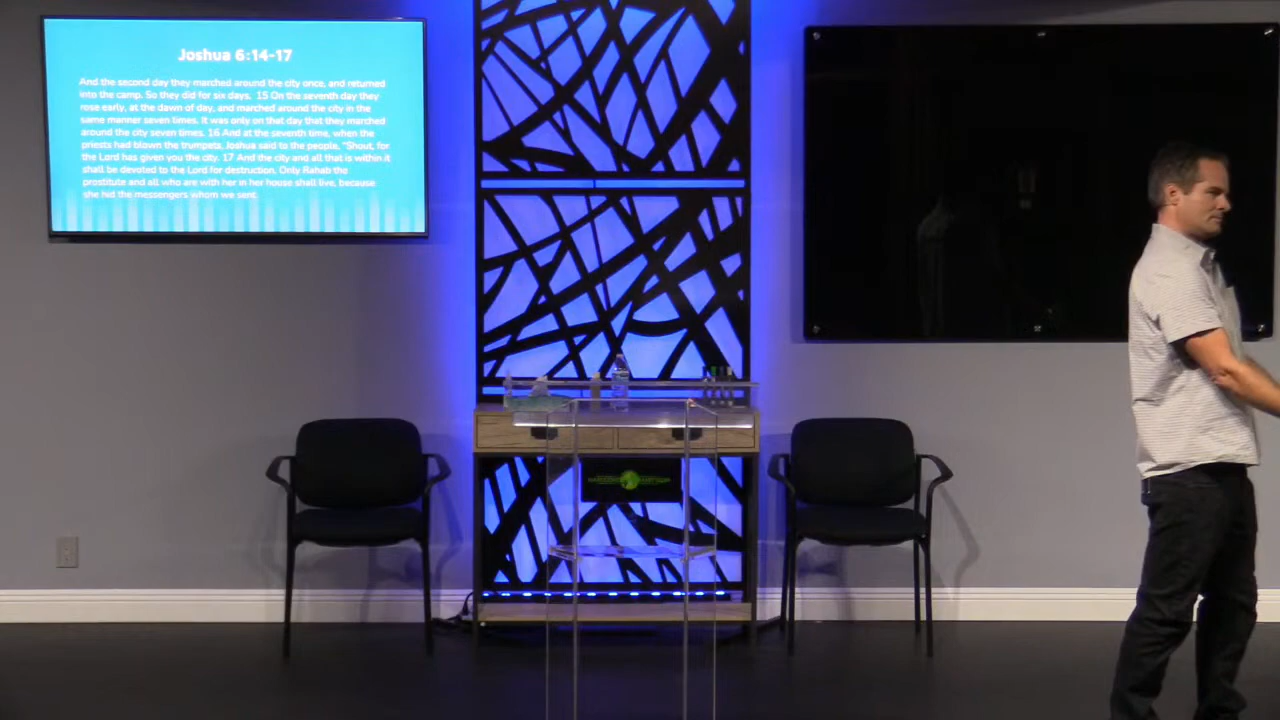 Joshua 6:14-17
And the second day they marched around the city once, and returned
into the camp. So they did for six days. 15 On the seventh day they
rose early, at the dawn of day, and marched around the city in the
same manner seven times. It was only on that day that they marched
around the city seven times. 16 And at the seventh time, when the
priests had blown the trumpets, Joshua said to the people, "Shout, for
the Lord has given you the city. 17 And the city and all that is within it
shall be devoted to the Lord for destruction. Only Rahab the
prostitute and all who are with her in her house shall live, because
she hid the messengers whom we sent.